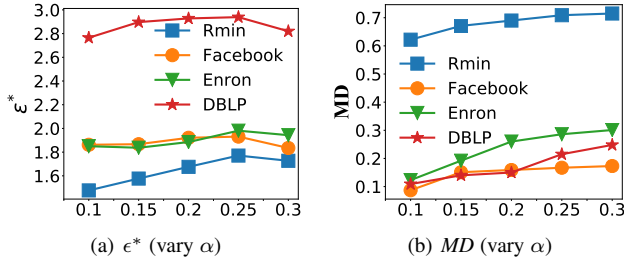 3.0
2.8
2.6
2.4
2.2
2.0
1.8
1.6
ε*
Rmin
Facebook
Enron
DBLP
0.1 0.15 0.2 0.25 0.3
(a) ϵ* (vary α)
0.7
0.6
0.5
0.4
0.3
0.2
0.1
MD
Rmin
Facebook
Enron
DBLP
0.1 0.15 0.2 0.25 0.3
(b) MD (vary α)